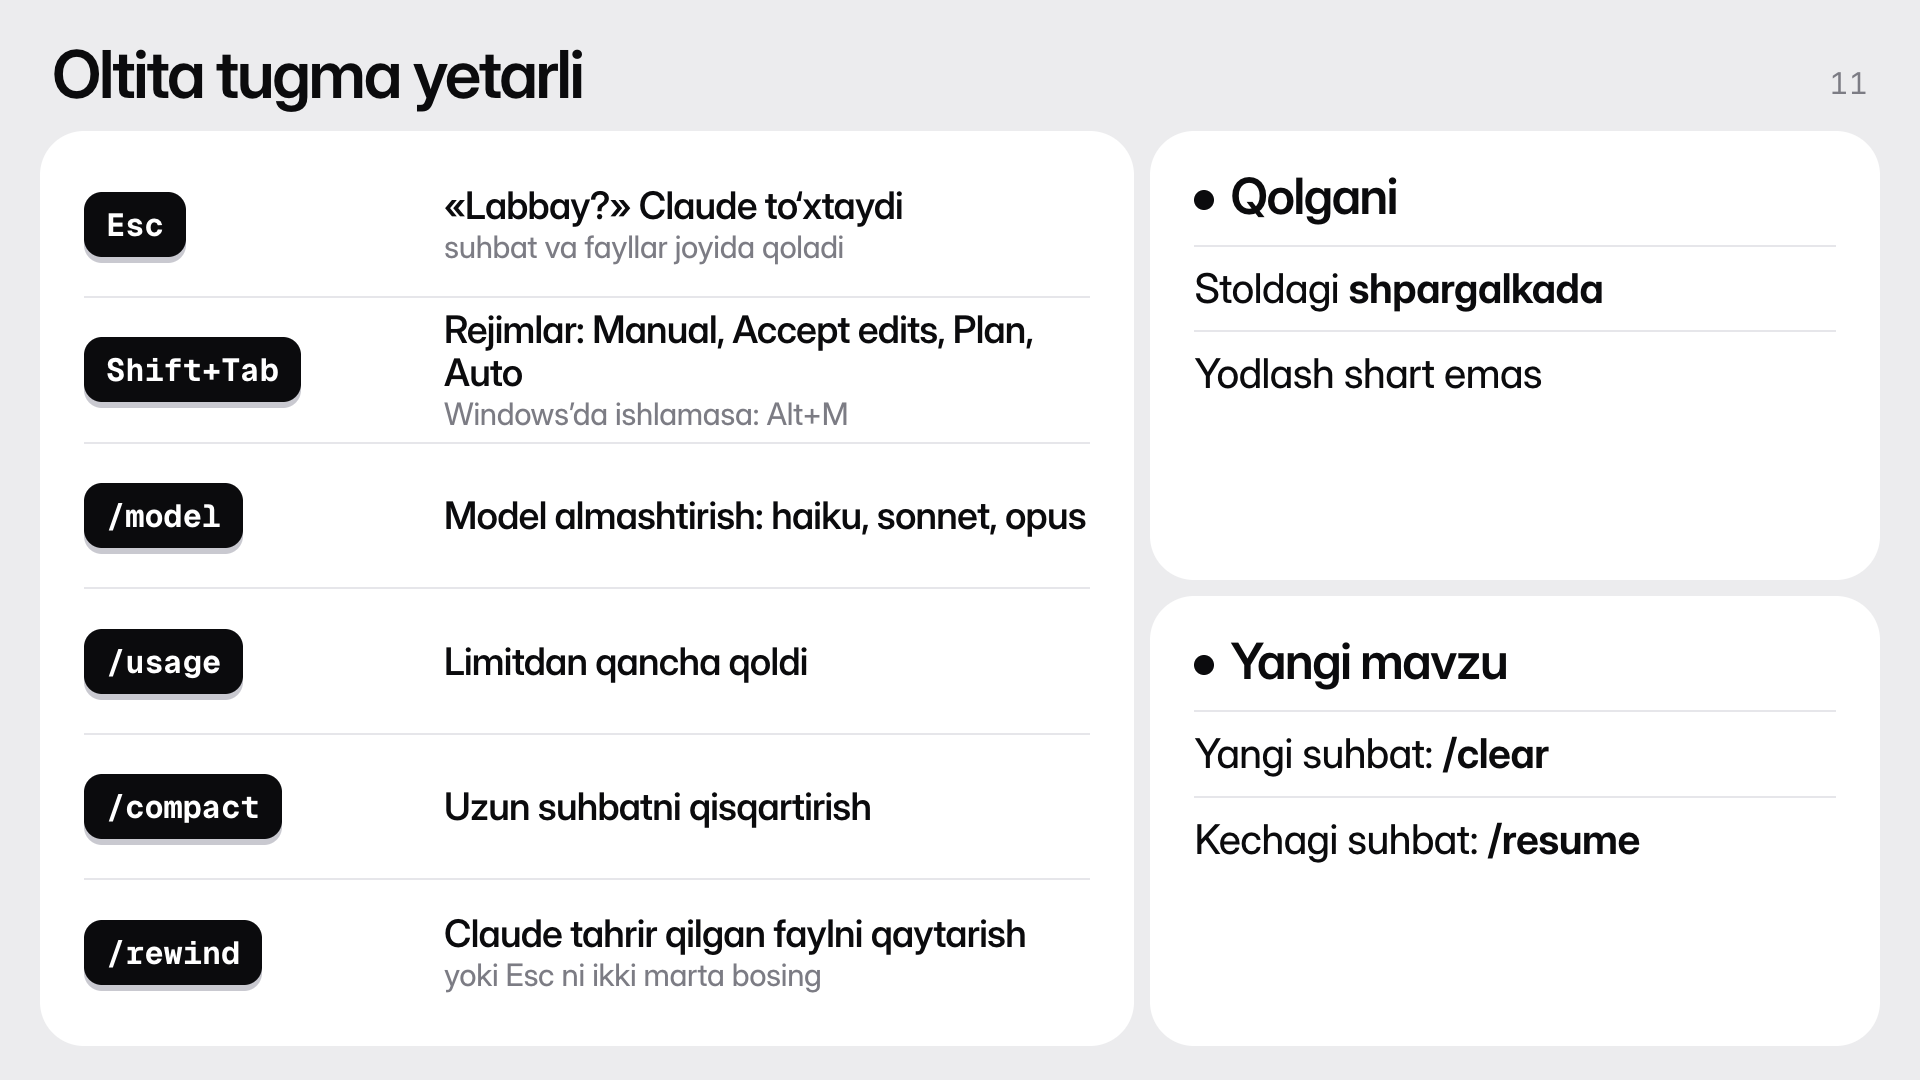 Oltita tugma yetarli
11
Esc
«Labbay?» Claude to‘xtaydi
suhbat va fayllar joyida qoladi
Shift+Tab
Rejimlar: Manual, Accept edits, Plan,
Auto
Windows’da ishlamasa: Alt+M
/model
Model almashtirish: haiku, sonnet, opus
/usage
Limitdan qancha qoldi
/compact
Uzun suhbatni qisqartirish
/rewind
Claude tahrir qilgan faylni qaytarish
yoki Esc ni ikki marta bosing
Qolgani
Stoldagi shpargalkada
Yodlash shart emas
Yangi mavzu
Yangi suhbat: /clear
Kechagi suhbat: /resume